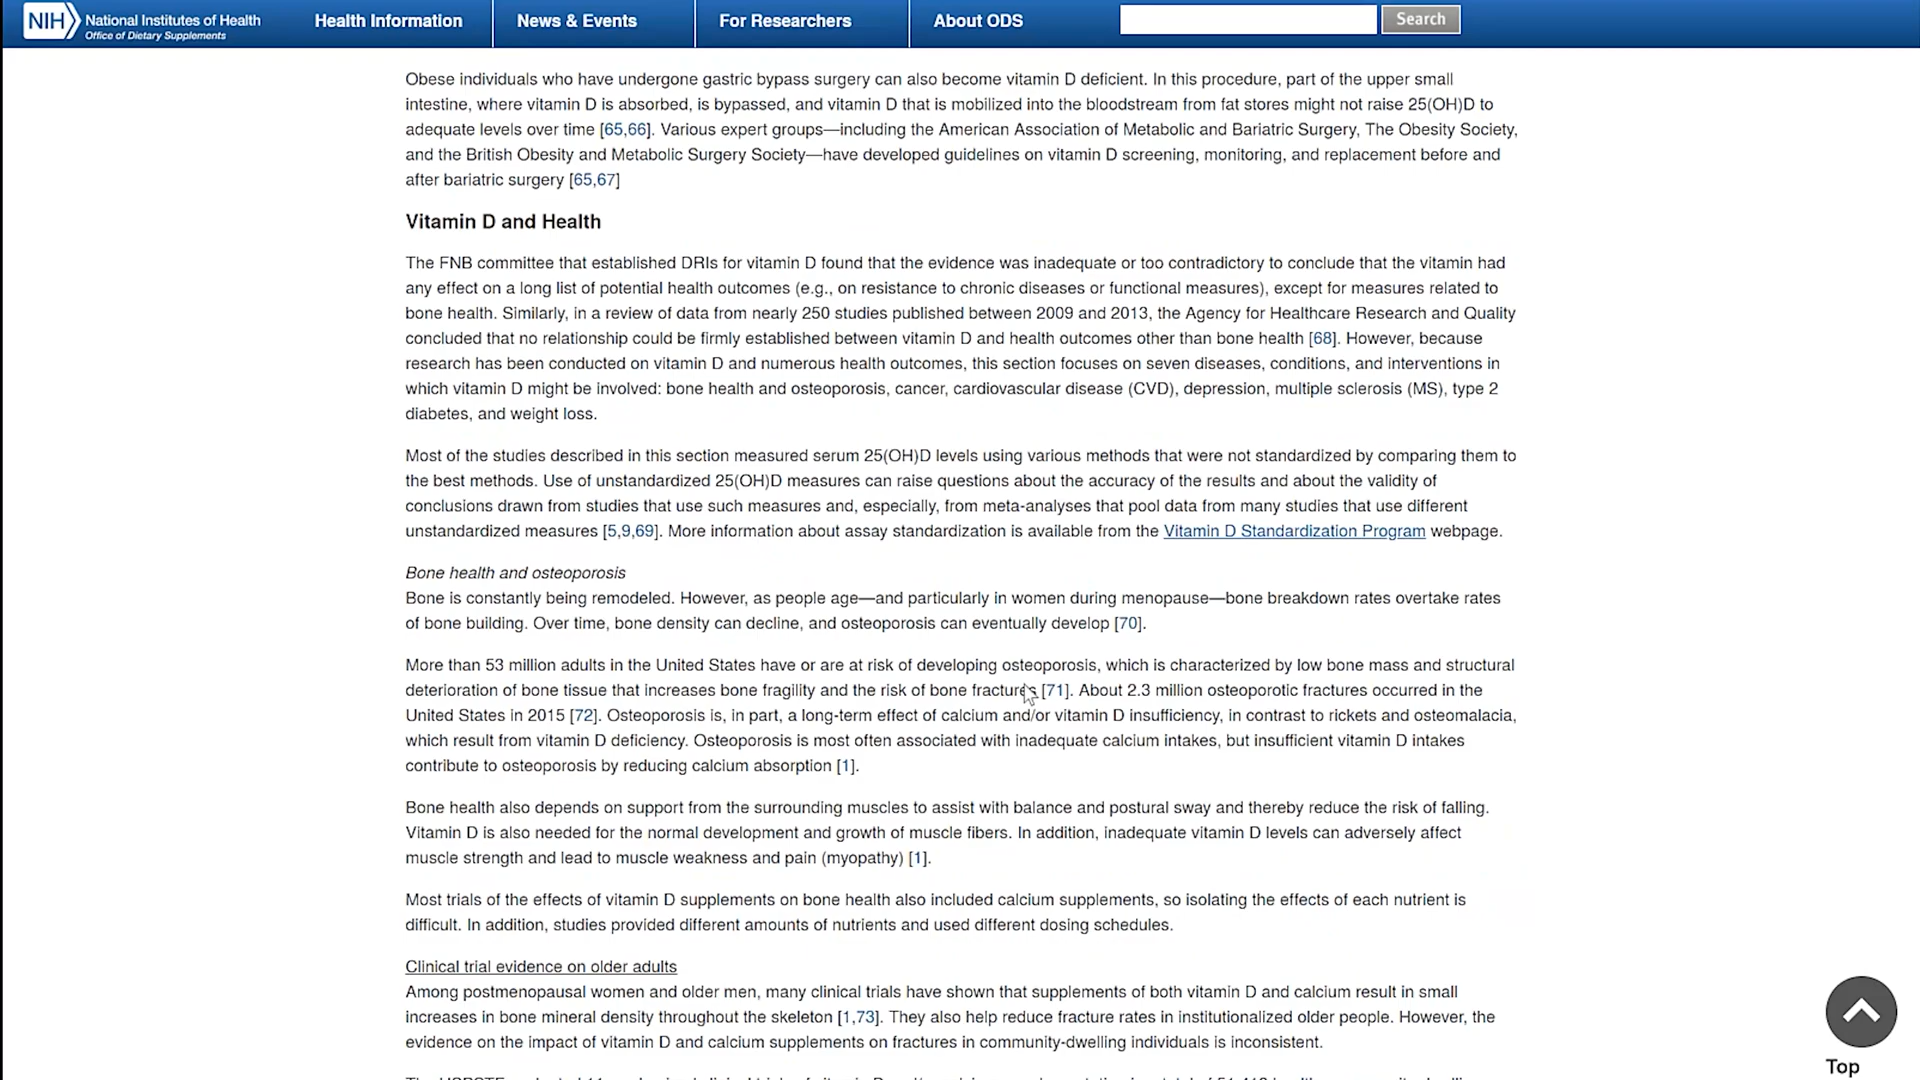 NIH National Institutes of Health
Office of Dietary Supplements
Health Information
News & Events
For Researchers
About ODS
Search
Obese individuals who have undergone gastric bypass surgery can also become vitamin D deficient. In this procedure, part of the upper small
intestine, where vitamin D is absorbed, is bypassed, and vitamin D that is mobilized into the bloodstream from fat stores might not raise 25(OH)D to
adequate levels over time [65,66]. Various expert groups—including the American Association of Metabolic and Bariatric Surgery, The Obesity Society,
and the British Obesity and Metabolic Surgery Society—have developed guidelines on vitamin D screening, monitoring, and replacement before and
after bariatric surgery [65,67]
Vitamin D and Health
The FNB committee that established DRIs for vitamin D found that the evidence was inadequate or too contradictory to conclude that the vitamin had
any effect on a long list of potential health outcomes (e.g., on resistance to chronic diseases or functional measures), except for measures related to
bone health. Similarly, in a review of data from nearly 250 studies published between 2009 and 2013, the Agency for Healthcare Research and Quality
concluded that no relationship could be firmly established between vitamin D and health outcomes other than bone health [68]. However, because
research has been conducted on vitamin D and numerous health outcomes, this section focuses on seven diseases, conditions, and interventions in
which vitamin D might be involved: bone health and osteoporosis, cancer, cardiovascular disease (CVD), depression, multiple sclerosis (MS), type 2
diabetes, and weight loss.
Most of the studies described in this section measured serum 25(OH)D levels using various methods that were not standardized by comparing them to
the best methods. Use of unstandardized 25(OH)D measures can raise questions about the accuracy of the results and about the validity of
conclusions drawn from studies that use such measures and, especially, from meta-analyses that pool data from many studies that use different
unstandardized measures [5,9,69]. More information about assay standardization is available from the Vitamin D Standardization Program webpage.
Bone health and osteoporosis
Bone is constantly being remodeled. However, as people age—and particularly in women during menopause—bone breakdown rates overtake rates
of bone building. Over time, bone density can decline, and osteoporosis can eventually develop [70].
More than 53 million adults in the United States have or are at risk of developing osteoporosis, which is characterized by low bone mass and structural
deterioration of bone tissue that increases bone fragility and the risk of bone fractures [71]. About 2.3 million osteoporotic fractures occurred in the
United States in 2015 [72]. Osteoporosis is, in part, a long-term effect of calcium and/or vitamin D insufficiency, in contrast to rickets and osteomalacia,
which result from vitamin D deficiency. Osteoporosis is most often associated with inadequate calcium intakes, but insufficient vitamin D intakes
contribute to osteoporosis by reducing calcium absorption [1].
Bone health also depends on support from the surrounding muscles to assist with balance and postural sway and thereby reduce the risk of falling.
Vitamin D is also needed for the normal development and growth of muscle fibers. In addition, inadequate vitamin D levels can adversely affect
muscle strength and lead to muscle weakness and pain (myopathy) [1].
Most trials of the effects of vitamin D supplements on bone health also included calcium supplements, so isolating the effects of each nutrient is
difficult. In addition, studies provided different amounts of nutrients and used different dosing schedules.
Clinical trial evidence on older adults
Among postmenopausal women and older men, many clinical trials have shown that supplements of both vitamin D and calcium result in small
increases in bone mineral density throughout the skeleton [1,73]. They also help reduce fracture rates in institutionalized older people. However, the
evidence on the impact of vitamin D and calcium supplements on fractures in community-dwelling individuals is inconsistent.
Top